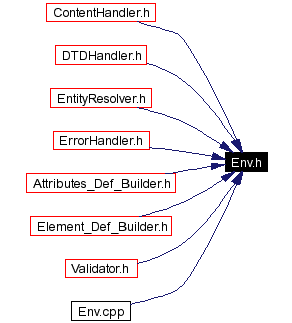 ContentHandler.h
DTDHandler.h
EntityResolver.h
ErrorHandler.h
Env.h
Attributes_Def_Builder.h
Element_Def_Builder.h
Validator.h
Env.cpp